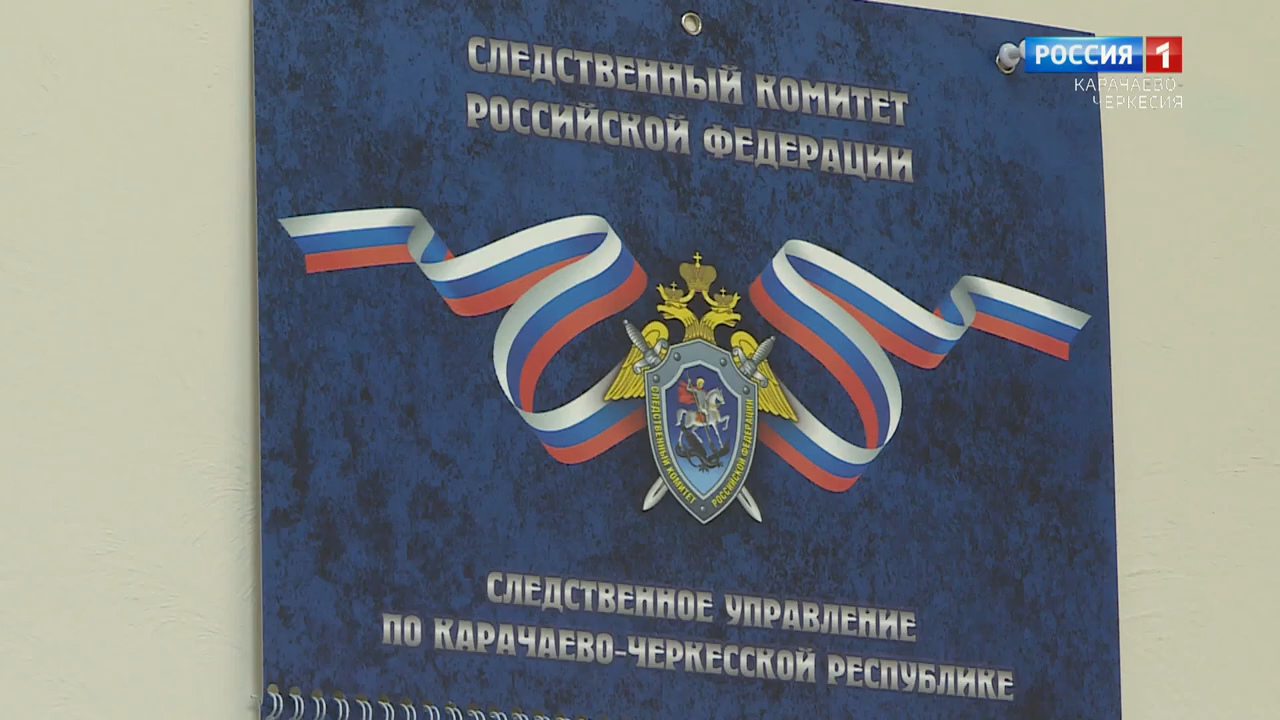 СЛЕДСТВЕННЫЙ КОМИТЕТ
РОССИЙСКОЙ ФЕДЕРАЦИИ
РОССИЯ 1
КАРАЧАЕВО-
ЧЕРКЕСИЯ
СЛЕДСТВЕННЫЙ КОМИТЕТ
РОССИЙСКОЙ ФЕДЕРАЦИИ
СЛЕДСТВЕННОЕ УПРАВЛЕНИЕ
ПО КАРАЧАЕВО-ЧЕРКЕССКОЙ РЕСПУБЛИКЕ